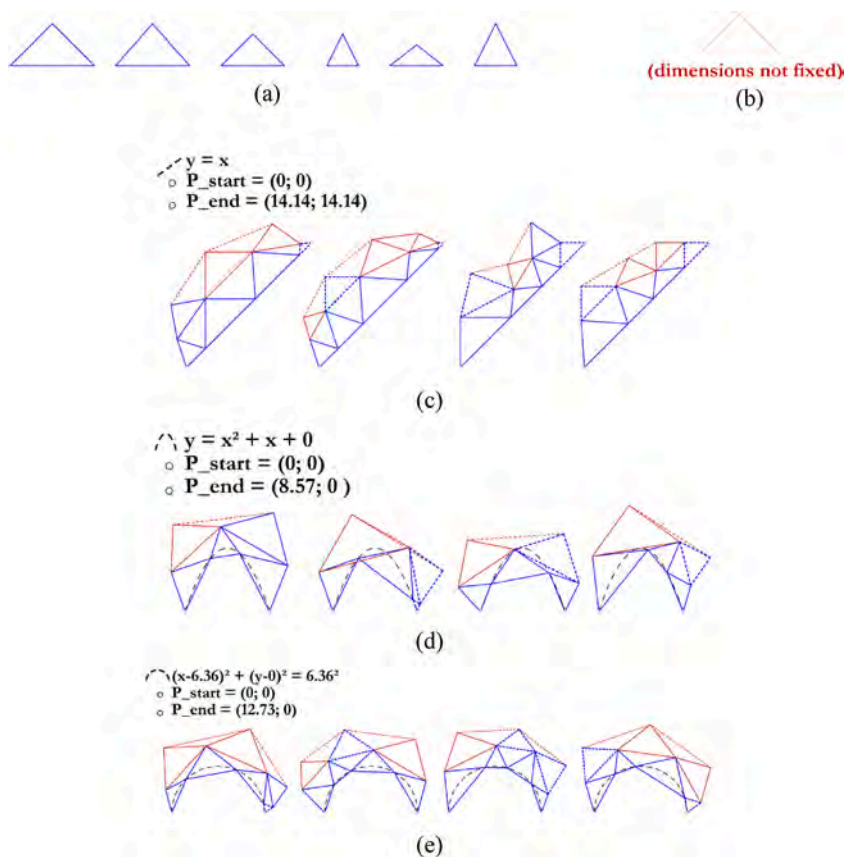 (a)
(dimensions not fixed)
(b)
y = x
P_start = (0; 0)
P_end = (14.14; 14.14)
(c)
y = x² + x + 0
P_start = (0; 0)
P_end = (8.57; 0 )
(d)
(x-6.36)² + (y-0)² = 6.36²
P_start = (0; 0)
P_end = (12.73; 0)
(e)